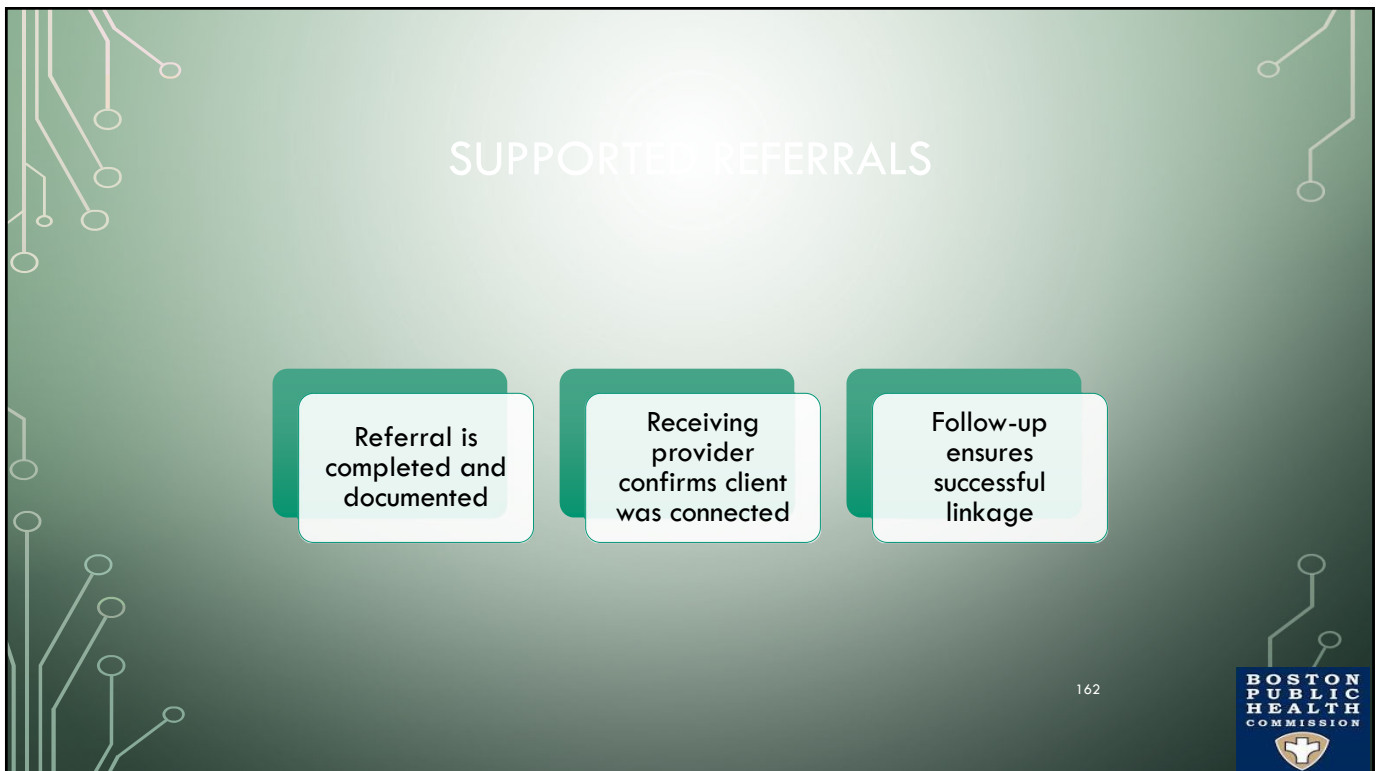 SUPPORTED REFERRALS
Referral is
completed and
documented
Receiving
provider
confirms client
was connected
Follow-up
ensures
successful
linkage
162
BOSTON
PUBLIC
HEALTH
COMMISSION